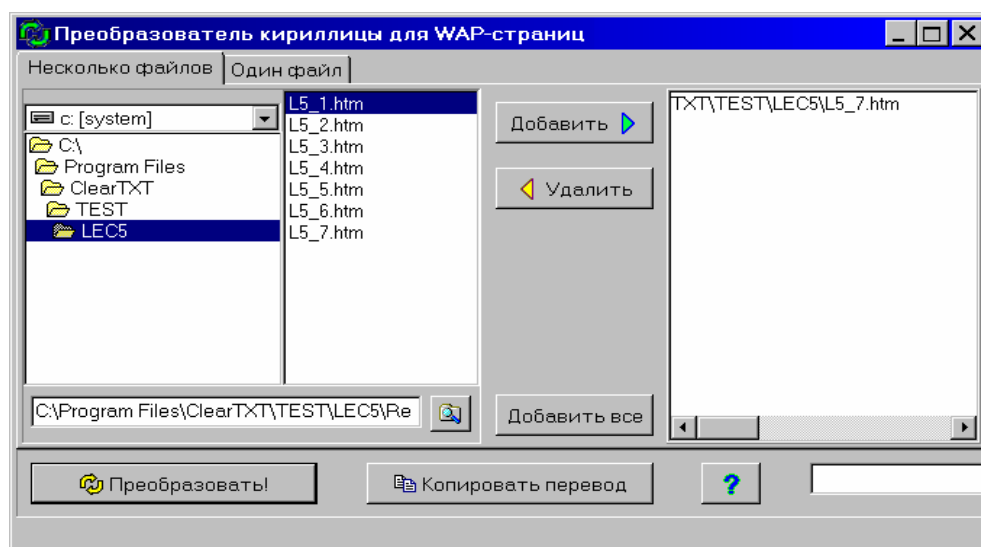 Преобразователь кириллицы для WAP-страниц
Несколько файлов
Один файл
c: [system]
C:\
Program Files
ClearTXT
TEST
LEC5
L5_1.htm
L5_2.htm
L5_3.htm
L5_4.htm
L5_5.htm
L5_6.htm
L5_7.htm
Добавить
Удалить
Добавить все
TXT\TEST\LEC5\L5_7.htm
C:\Program Files\ClearTXT\TEST\LEC5\Re
Преобразовать!
Копировать перевод
?